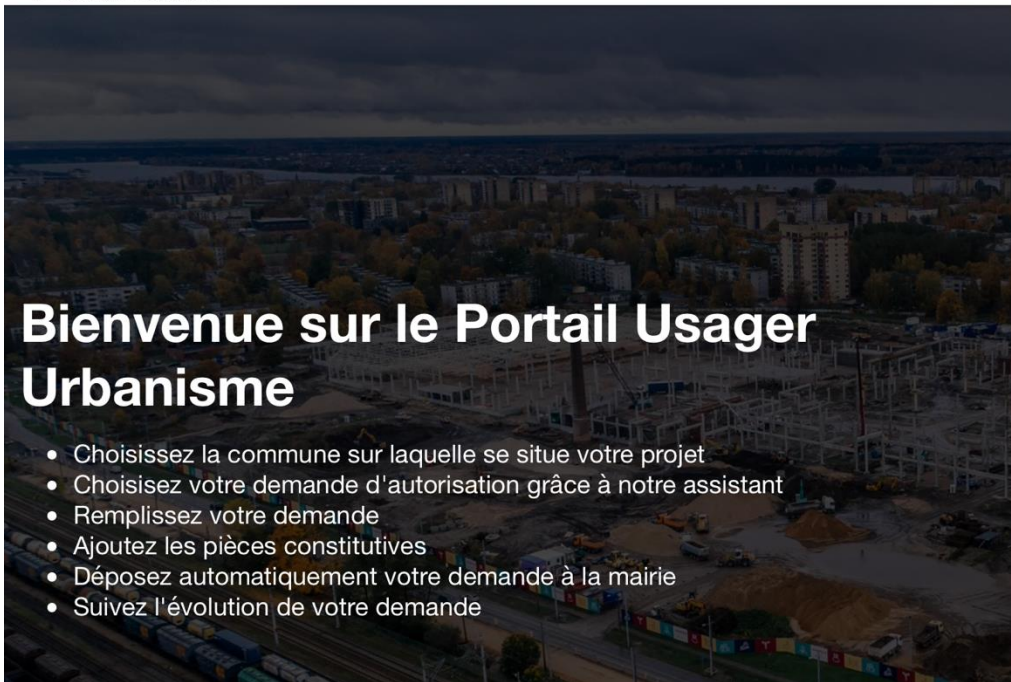 Bienvenue sur le Portail Usager
Urbanisme
• Choisissez la commune sur laquelle se situe votre projet
• Choisisez votre demande d'autorisation grâce à notre assistant
• Remplissez votre demande
• Ajoutez les pièces constitutives
• Déposez automatiquement votre demande à la mairie
• Suivez l'évolution de votre demande